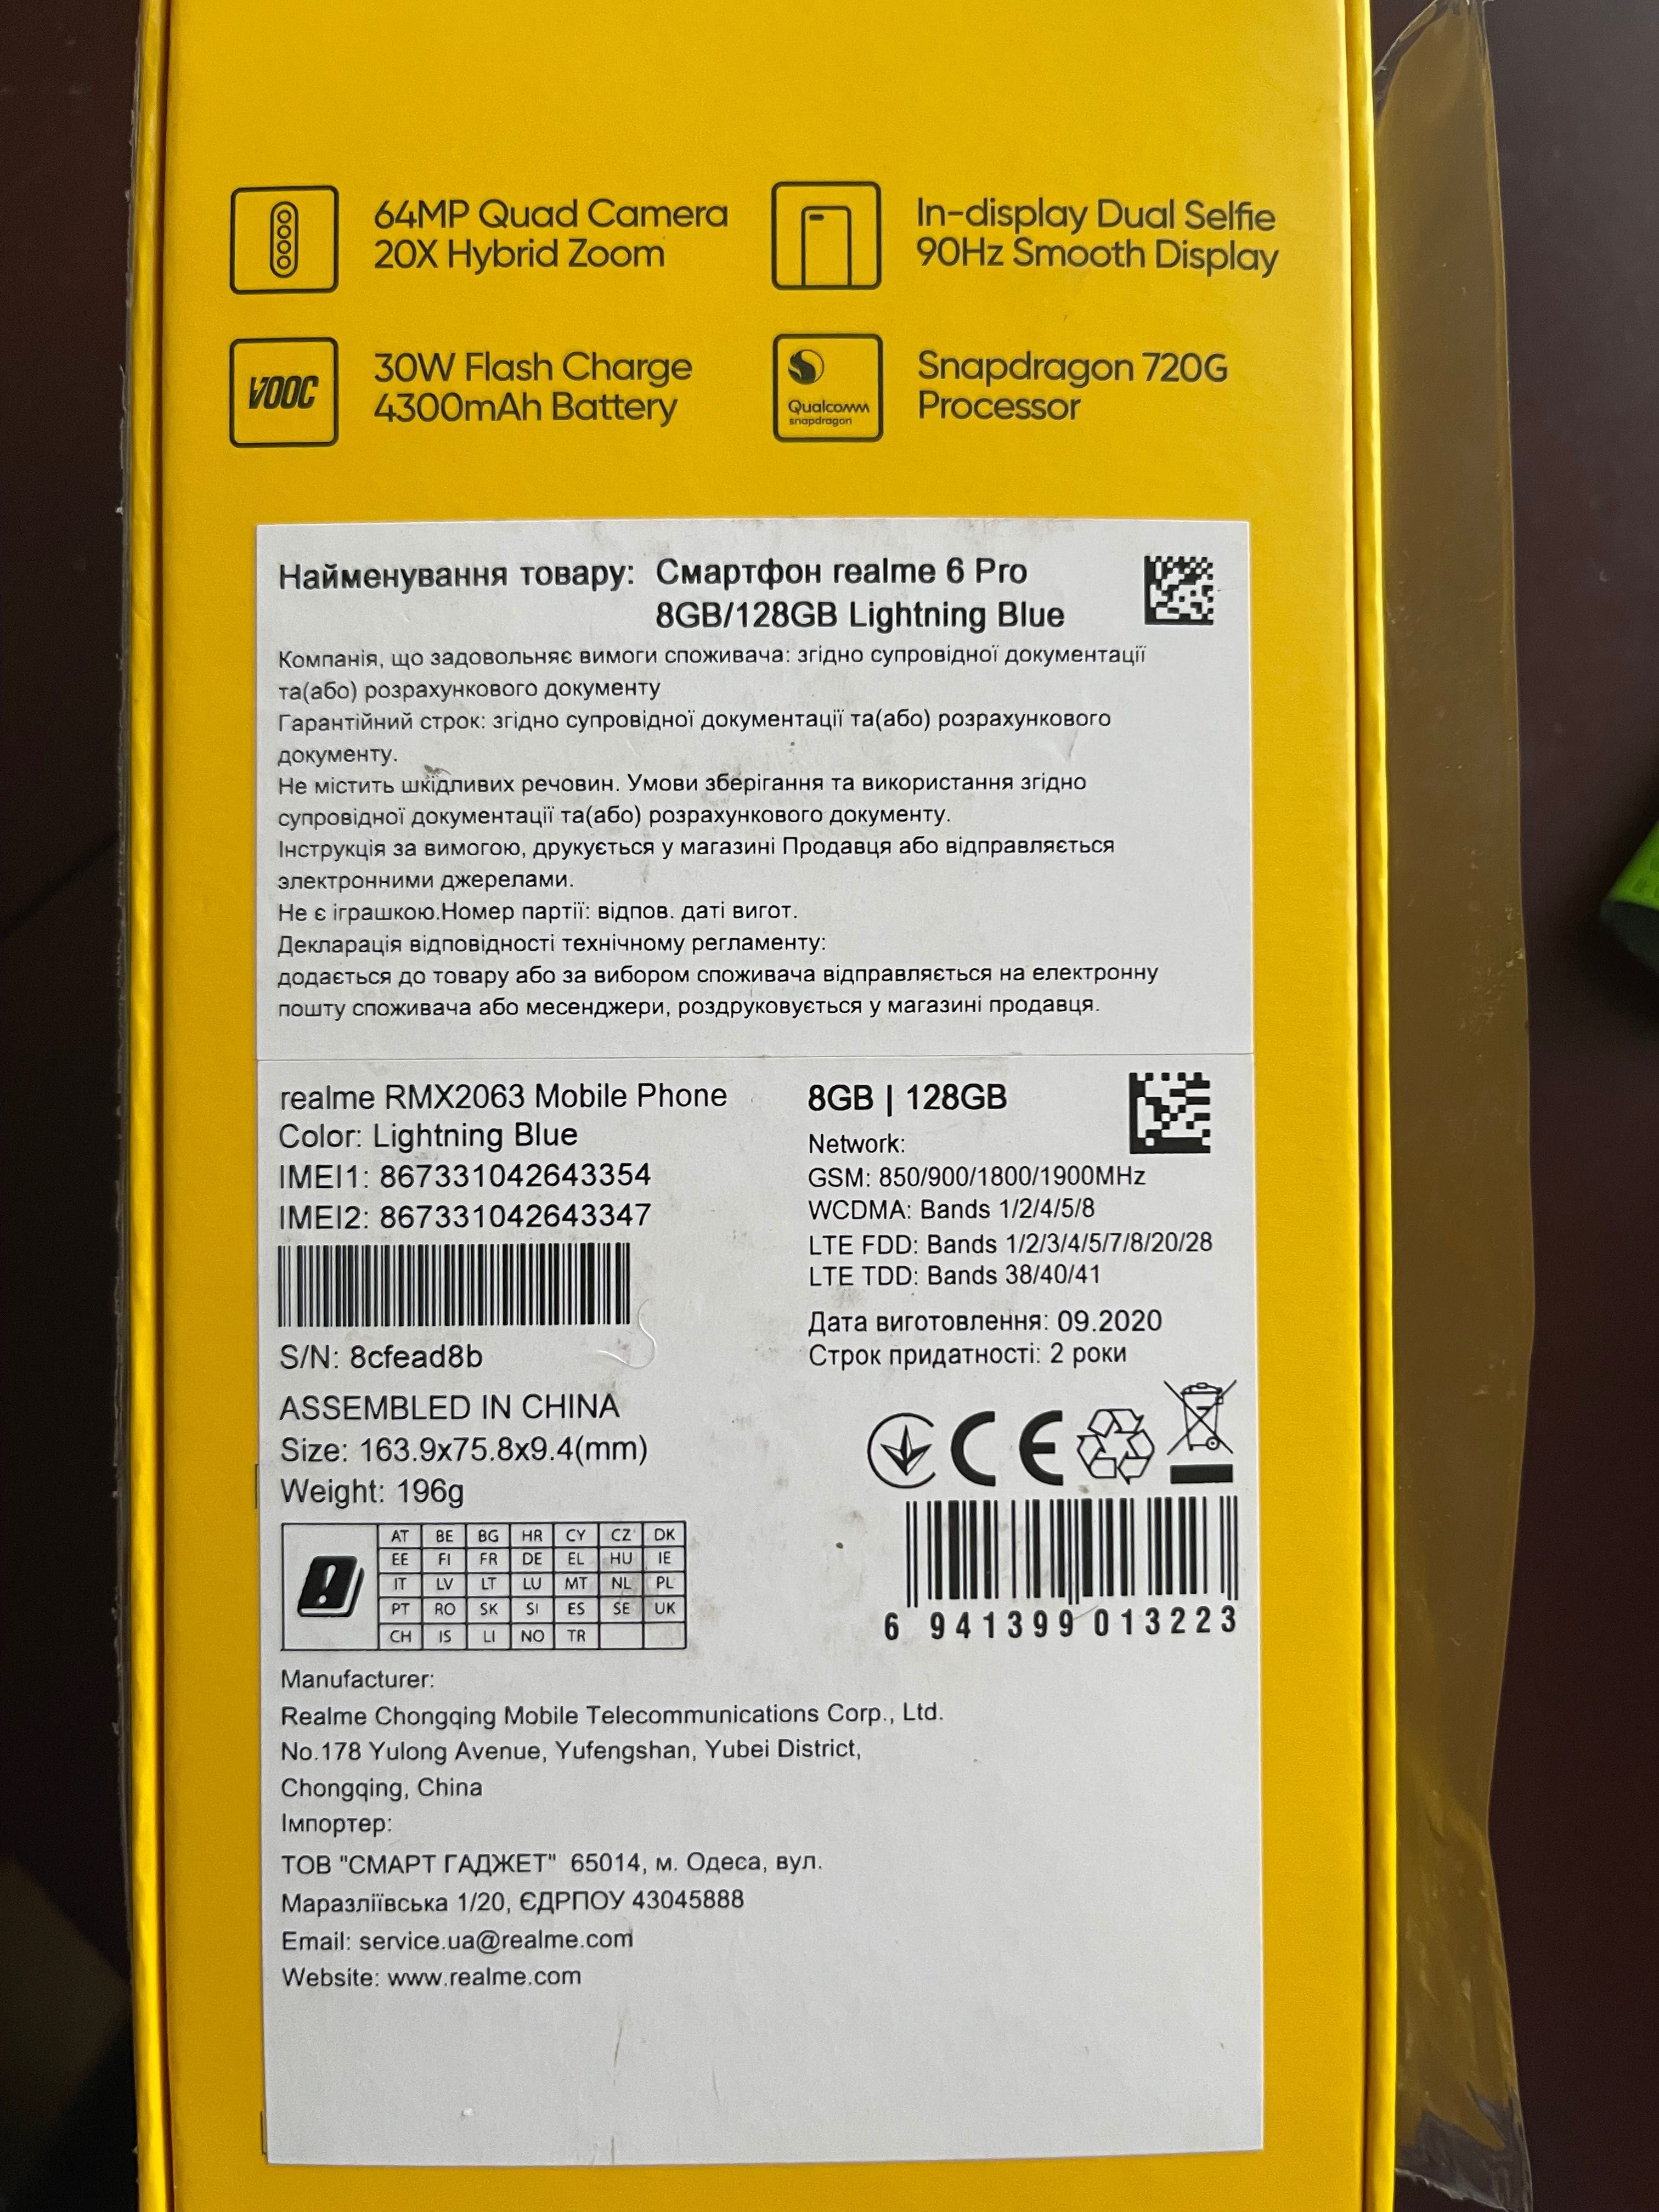 64MP Quad Camera
20X Hybrid Zoom
In-display Dual Selfie
90Hz Smooth Display
VOOC
30W Flash Charge
4300mAh Battery
Qualcomm
snapdragon
Snapdragon 720G
Processor
Найменування товару: Смартфон realme 6 Pro
8GB/128GB Lightning Blue
Компанія, що задовольняє вимоги споживача: згідно супровідної документації
та(або) розрахункового документу
Гарантійний строк: згідно супровідної документації та(або) розрахункового
документу.
Не містить шкідливих речовин. Умови зберігання та використання згідно
супровідної документації та(або) розрахункового документу.
Інструкція за вимогою, друкується у магазині Продавця або відправляється
электронними джерелами.
Не є іграшкою.Номер партії: відпов. даті вигот.
Декларація відповідності технічному регламенту:
додається до товару або за вибором споживача відправляється на електронну
пошту споживача або месенджери, роздруковується у магазині продавця.
realme RMX2063 Mobile Phone
Color: Lightning Blue
IMEI1: 867331042643354
IMEI2: 867331042643347
S/N: 8cfead8b
ASSEMBLED IN CHINA
Size: 163.9x75.8x9.4(mm)
Weight: 196g
8GB | 128GB
Network:
GSM: 850/900/1800/1900MHz
WCDMA: Bands 1/2/4/5/8
LTE FDD: Bands 1/2/3/4/5/7/8/20/28
LTE TDD: Bands 38/40/41
Дата виготовлення: 09.2020
Строк придатності: 2 роки
CE
AT BE BG HR CY CZ DK
EE FI FR DE EL HU IE
IT LV LT LU MT NL PL
PT RO SK SI ES SE UK
CH IS LI NO TR
6 941399 013223
Manufacturer:
Realme Chongqing Mobile Telecommunications Corp., Ltd.
No.178 Yulong Avenue, Yufengshan, Yubei District,
Chongqing, China
Імпортер:
ТОВ "СМАРТ ГАДЖЕТ" 65014, м. Одеса, вул.
Маразліївська 1/20, ЄДРПОУ 43045888
Email: service.ua@realme.com
Website: www.realme.com